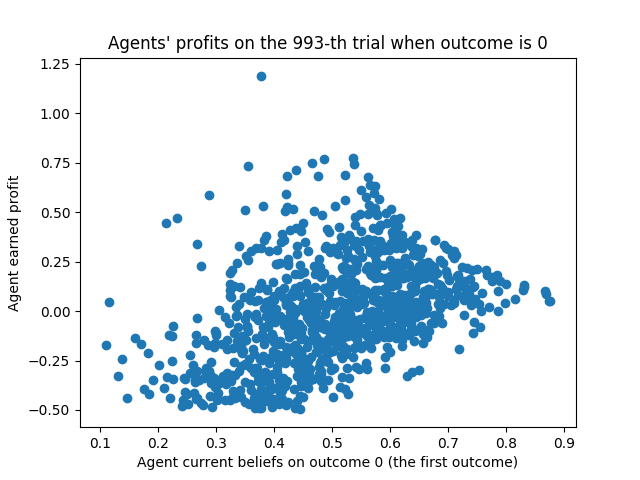 Agents' profits on the 993-th trial when outcome is 0
1.25
1.00
0.75
0.50
0.25
0.00
−0.25
−0.50
Agent earned profit
0.1 0.2 0.3 0.4 0.5 0.6 0.7 0.8 0.9
Agent current beliefs on outcome 0 (the first outcome)